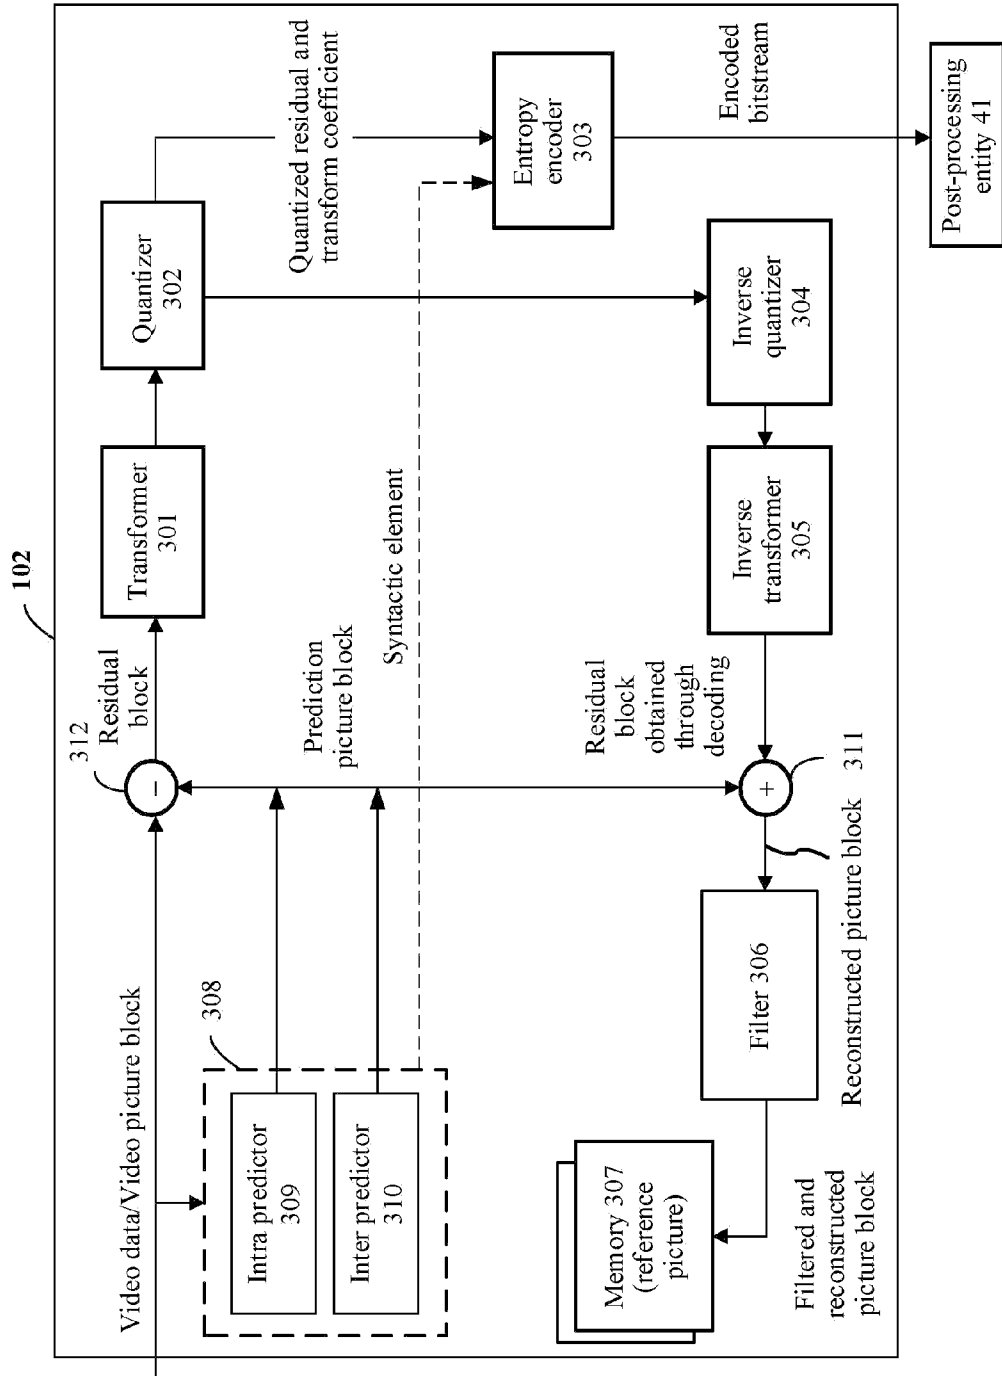 102
Video data/Video picture block
312
Residual
block
Transformer
301
Quantizer
302
308
Intra predictor
309
Inter predictor
310
Prediction
picture block
Quantized residual and
transform coefficient
Syntactic element
Entropy
encoder
303
Encoded
bitstream
Memory 307
(reference
picture)
Filter 306
Residual
block
obtained
through
decoding
Inverse
transformer
305
Inverse
quantizer
304
-
+
311
Filtered and
reconstructed
picture block
Reconstructed picture block
Post-processing
entity 41